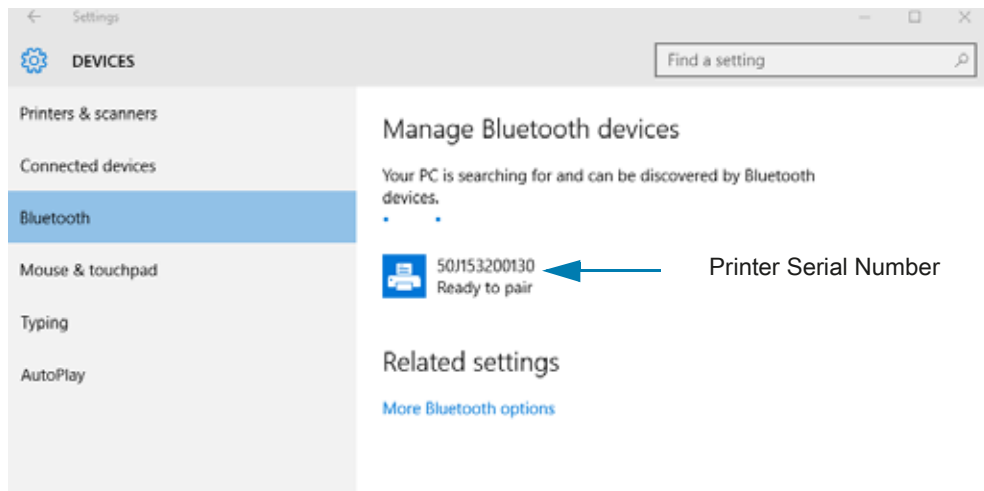 Settings
DEVICES
Find a setting
Printers & scanners
Connected devices
Bluetooth
Mouse & touchpad
Typing
AutoPlay
Manage Bluetooth devices
Your PC is searching for and can be discovered by Bluetooth
devices.
50J153200130
Ready to pair
Printer Serial Number
Related settings
More Bluetooth options